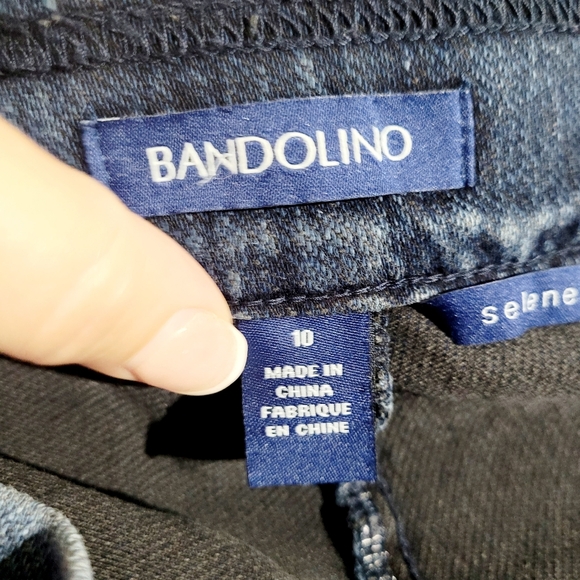 BANDOLINO
selene
10
MADE IN
CHINA
FABRIQUE
EN CHINE